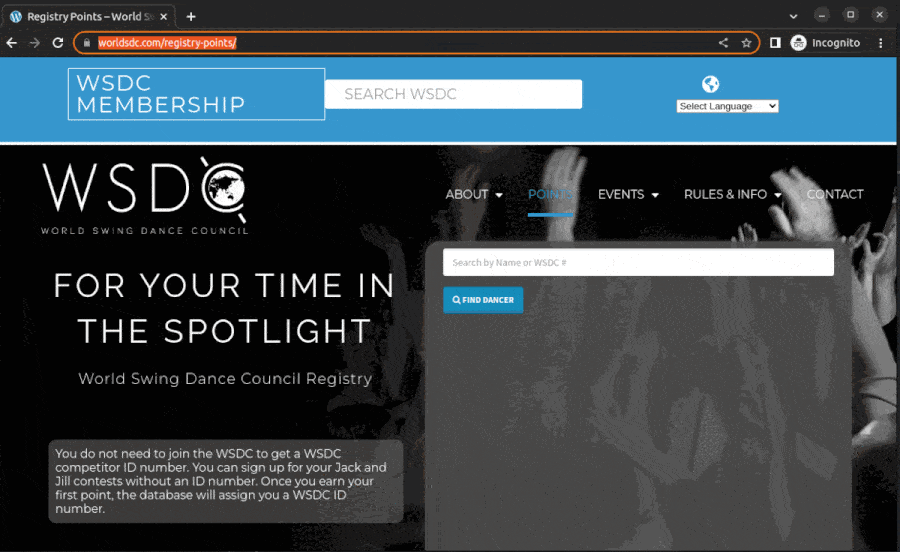 Registry Points – World Sw
worldsdc.com/registry-points/
Incognito
WSDC
MEMBERSHIP
SEARCH WSDC
Select Language
WSDC
WORLD SWING DANCE COUNCIL
ABOUT
POINTS
EVENTS
RULES & INFO
CONTACT
Search by Name or WSDC #
FIND DANCER
FOR YOUR TIME IN
THE SPOTLIGHT
World Swing Dance Council Registry
You do not need to join the WSDC to get a WSDC
competitor ID number. You can sign up for your Jack and
Jill contests without an ID number. Once you earn your
first point, the database will assign you a WSDC ID
number.